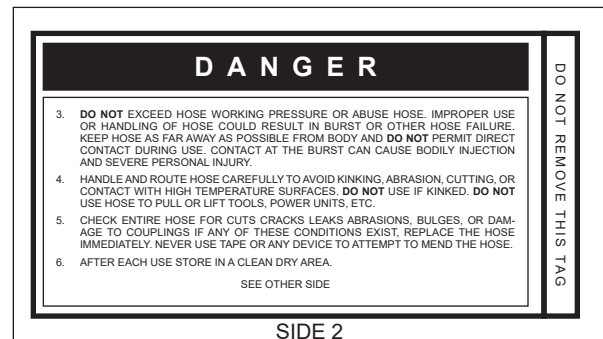 DANGER
3. DO NOT EXCEED HOSE WORKING PRESSURE OR ABUSE HOSE. IMPROPER USE
OR HANDLING OF HOSE COULD RESULT IN BURST OR OTHER HOSE FAILURE.
KEEP HOSE AS FAR AWAY AS POSSIBLE FROM BODY AND DO NOT PERMIT DIRECT
CONTACT DURING USE. CONTACT AT THE BURST CAN CAUSE BODILY INJECTION
AND SEVERE PERSONAL INJURY.
4. HANDLE AND ROUTE HOSE CAREFULLY TO AVOID KINKING, ABRASION, CUTTING, OR
CONTACT WITH HIGH TEMPERATURE SURFACES. DO NOT USE IF KINKED. DO NOT
USE HOSE TO PULL OR LIFT TOOLS, POWER UNITS, ETC.
5. CHECK ENTIRE HOSE FOR CUTS CRACKS LEAKS ABRASIONS, BULGES, OR DAM-
AGE TO COUPLINGS IF ANY OF THESE CONDITIONS EXIST, REPLACE THE HOSE
IMMEDIATELY. NEVER USE TAPE OR ANY DEVICE TO ATTEMPT TO MEND THE HOSE.
6. AFTER EACH USE STORE IN A CLEAN DRY AREA.
SEE OTHER SIDE
DO NOT REMOVE THIS TAG
SIDE 2